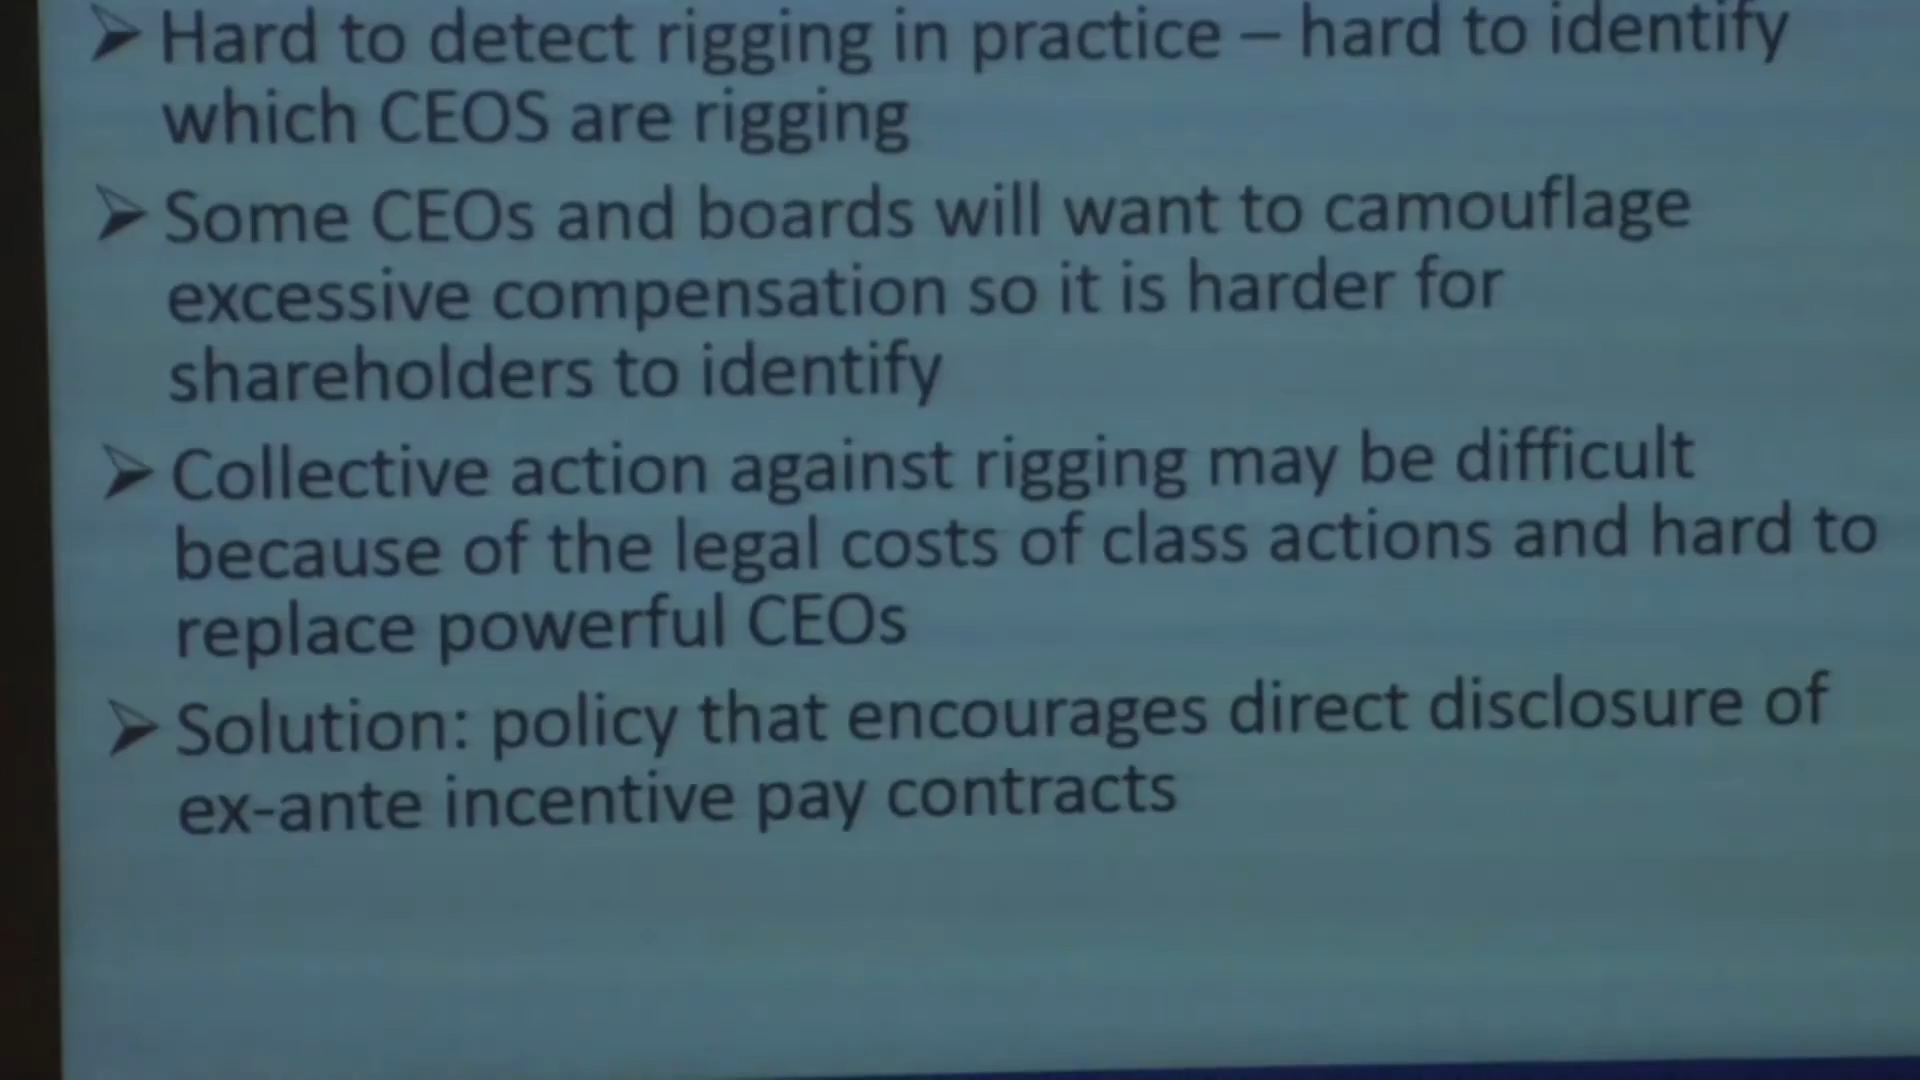 ➢ Hard to detect rigging in practice – hard to identify
which CEOS are rigging
➢ Some CEOs and boards will want to camouflage
excessive compensation so it is harder for
shareholders to identify
➢ Collective action against rigging may be difficult
because of the legal costs of class actions and hard to
replace powerful CEOs
➢ Solution: policy that encourages direct disclosure of
ex-ante incentive pay contracts